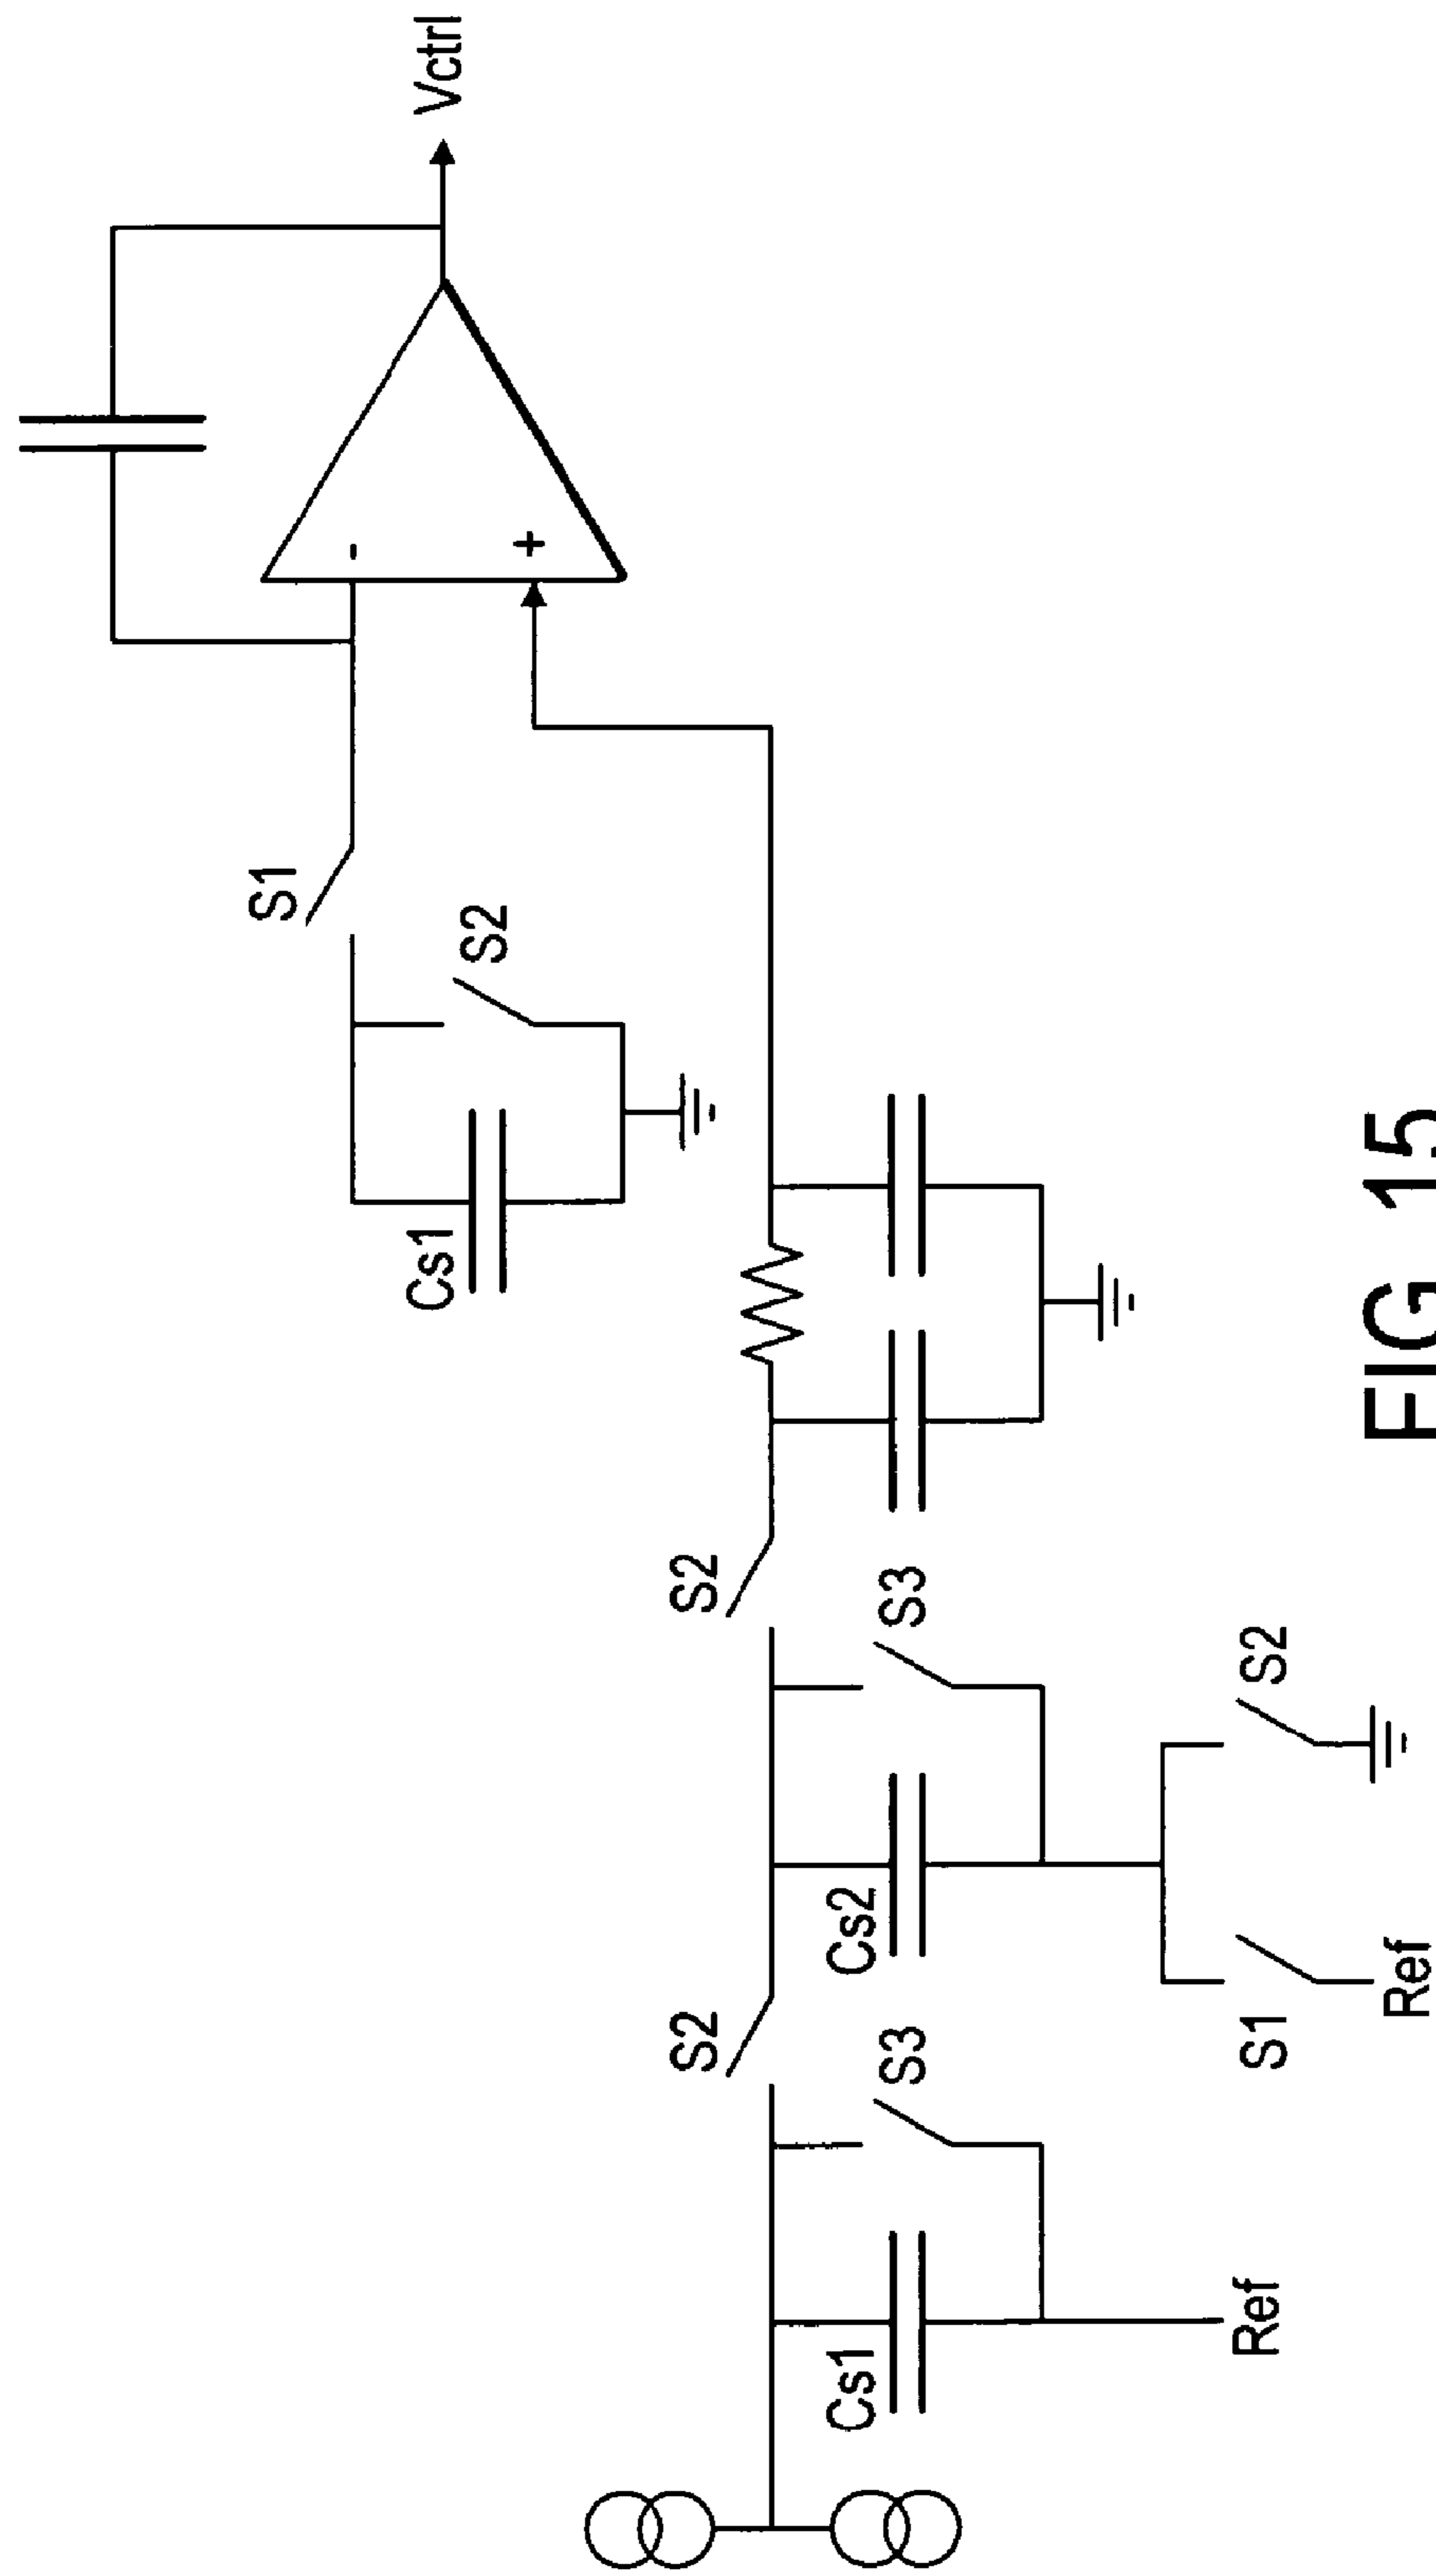 Vctrl
-
+
S1
S2
Cs1
S2
S3
S2
Cs2
S2
S3
S1
Ref
Cs1
Ref
FIG. 15